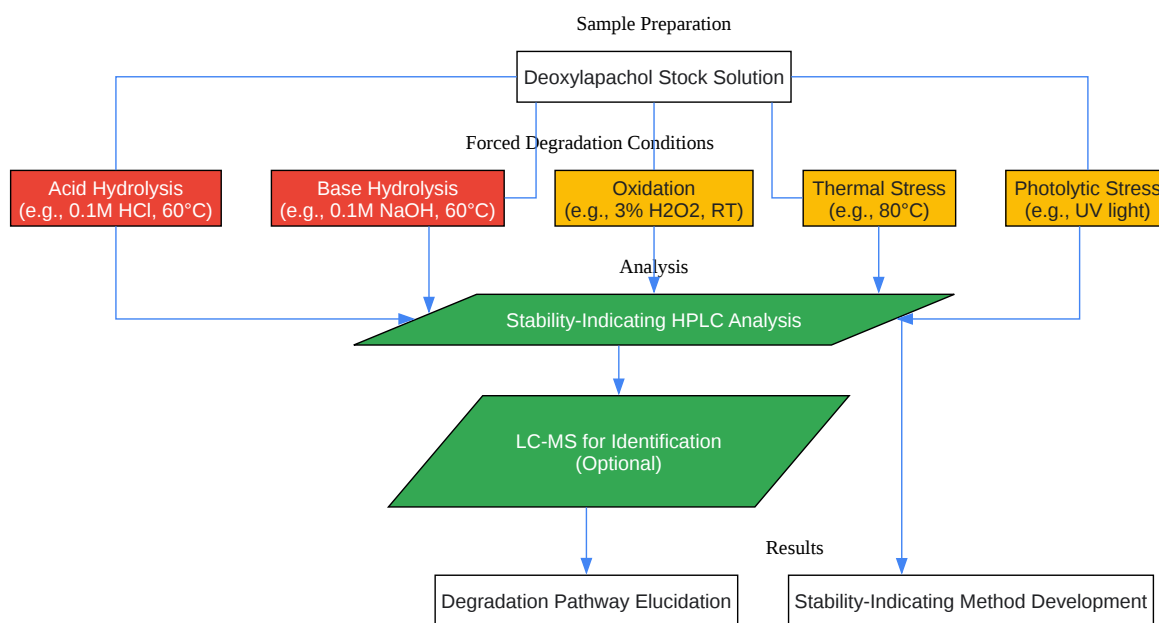 Sample Preparation
Deoxylapachol Stock Solution
Forced Degradation Conditions
Acid Hydrolysis
(e.g., 0.1M HCl, 60°C)
Base Hydrolysis
(e.g., 0.1M NaOH, 60°C)
Oxidation
(e.g., 3% H2O2, RT)
Thermal Stress
(e.g., 80°C)
Photolytic Stress
(e.g., UV light)
Analysis
Stability-Indicating HPLC Analysis
LC-MS for Identification
(Optional)
Results
Degradation Pathway Elucidation
Stability-Indicating Method Development